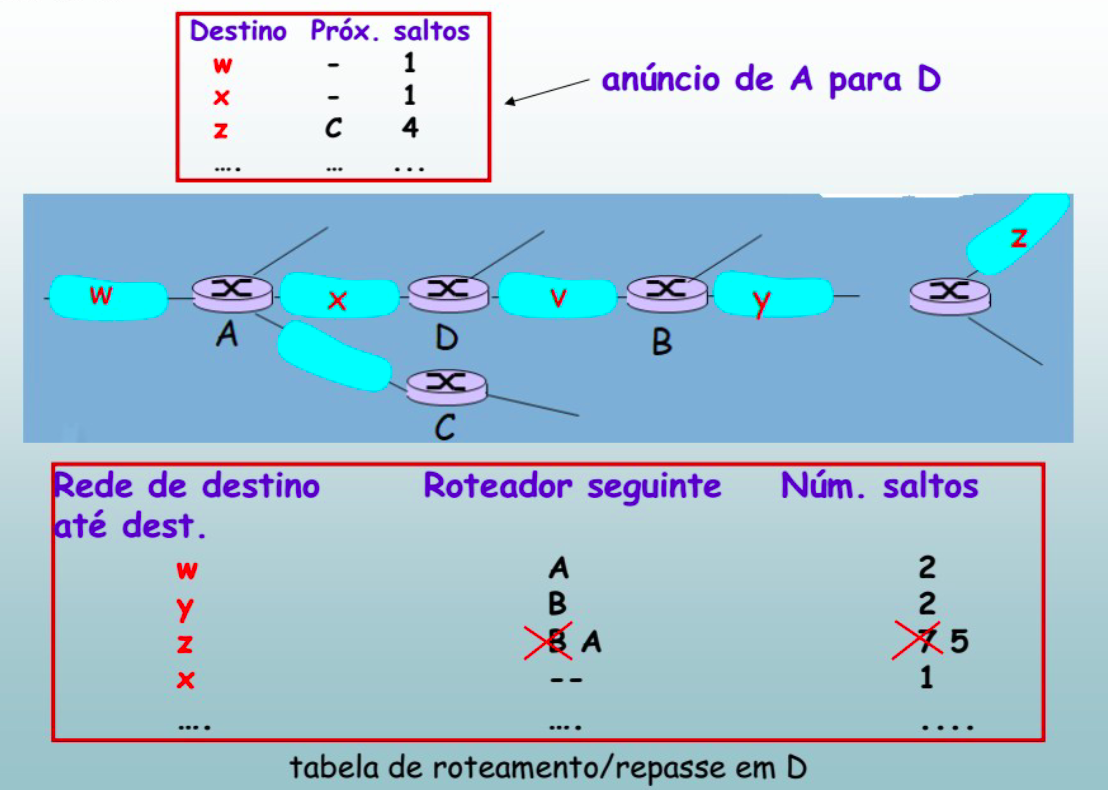 Destino Próx. saltos
w - 1
x - 1
z C 4
.... ... ...
anúncio de A para D
z
w x v y
A D B
C
Rede de destino Roteador seguinte Núm. saltos
até dest.
w A 2
y B 2
z B A 7 5
x -- 1
.... .... ....
tabela de roteamento/repasse em D